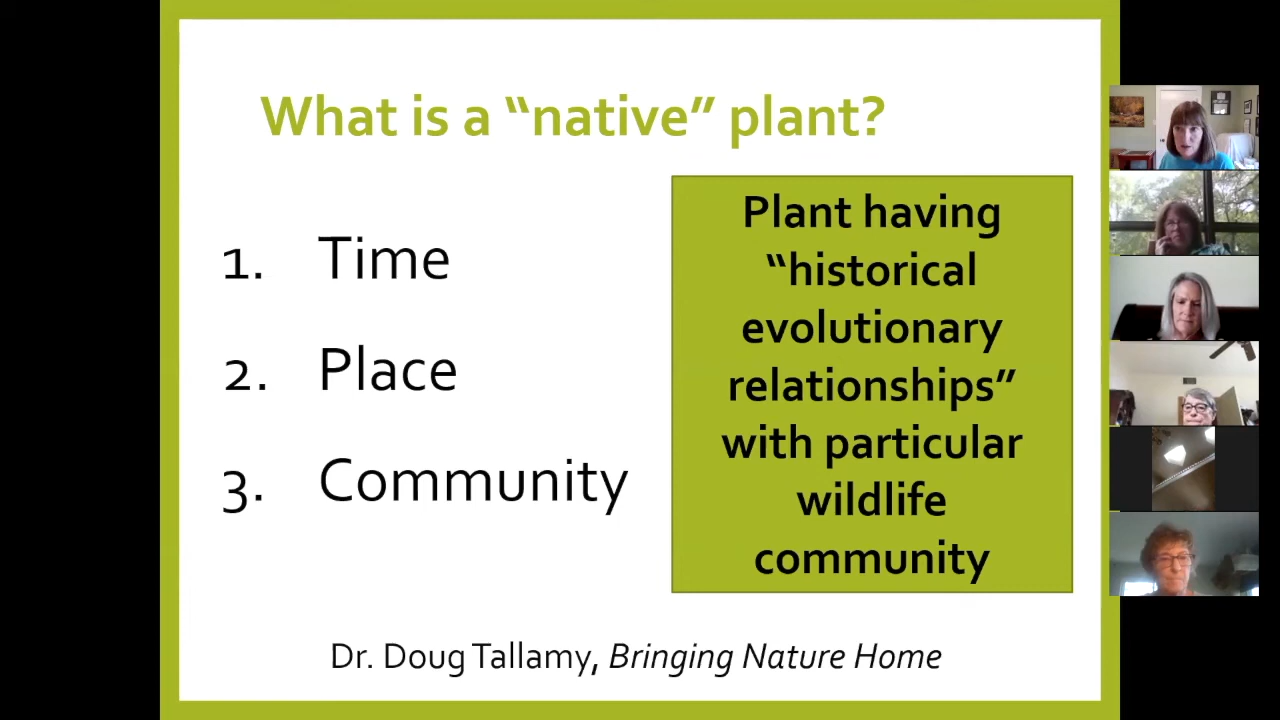 What is a “native” plant?
1. Time
2. Place
3. Community
Plant having
“historical
evolutionary
relationships”
with particular
wildlife
community
Dr. Doug Tallamy, Bringing Nature Home